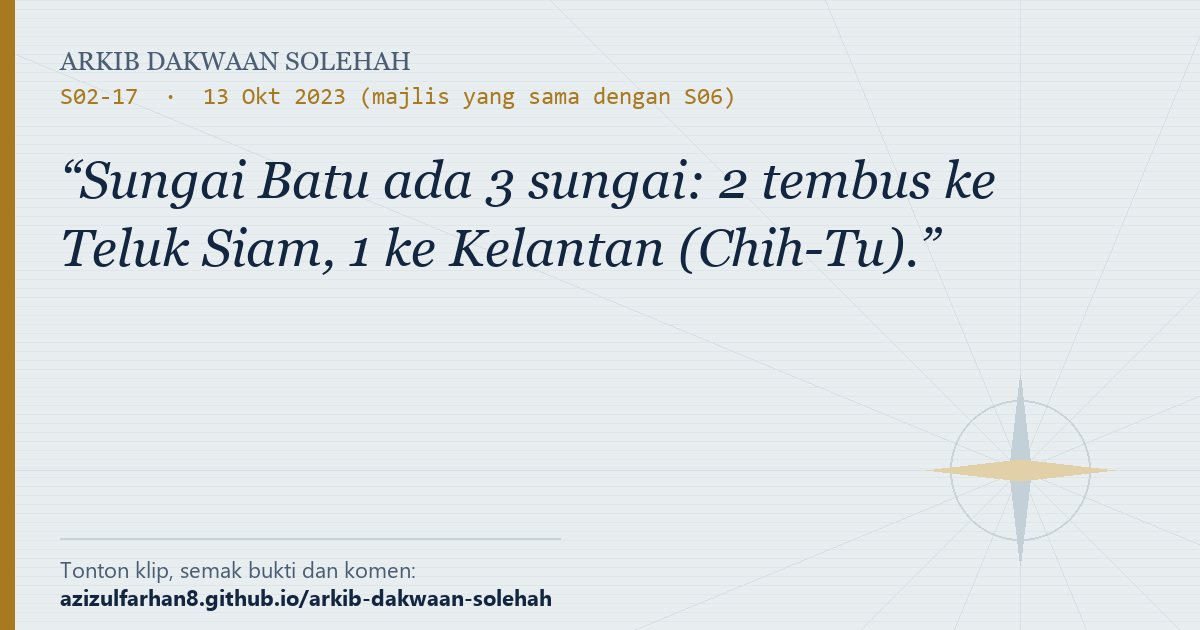 ARKIB DAKWAAN SOLEHAH
S02-17 · 13 Okt 2023 (majlis yang sama dengan S06)
“Sungai Batu ada 3 sungai: 2 tembus ke
Teluk Siam, 1 ke Kelantan (Chih-Tu).”
Tonton klip, semak bukti dan komen:
azizulfarhan8.github.io/arkib-dakwaan-solehah